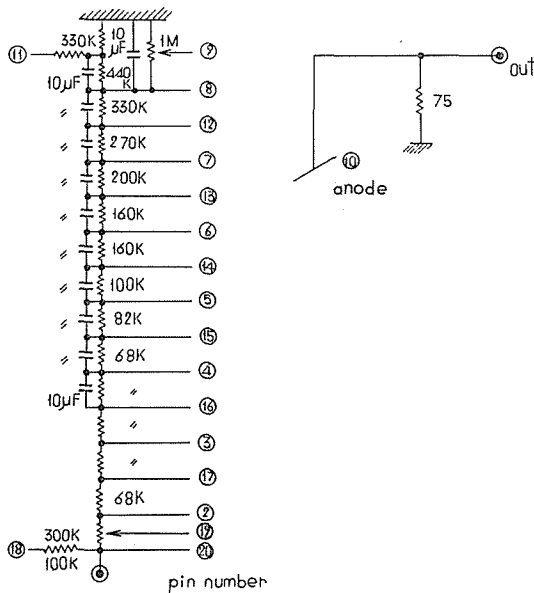 10
μF
1M
⑨
⑪
330K
10μF
440
K
⑧
〃
330K
⑫
〃
270K
⑦
〃
200K
⑬
〃
160K
⑥
〃
160K
⑭
〃
100K
⑤
〃
82K
⑮
〃
68K
④
10μF
〃
⑯
〃
③
〃
⑰
68K
②
⑲
⑱
300K
100K
⑳
pin number
out
75
⑩
anode